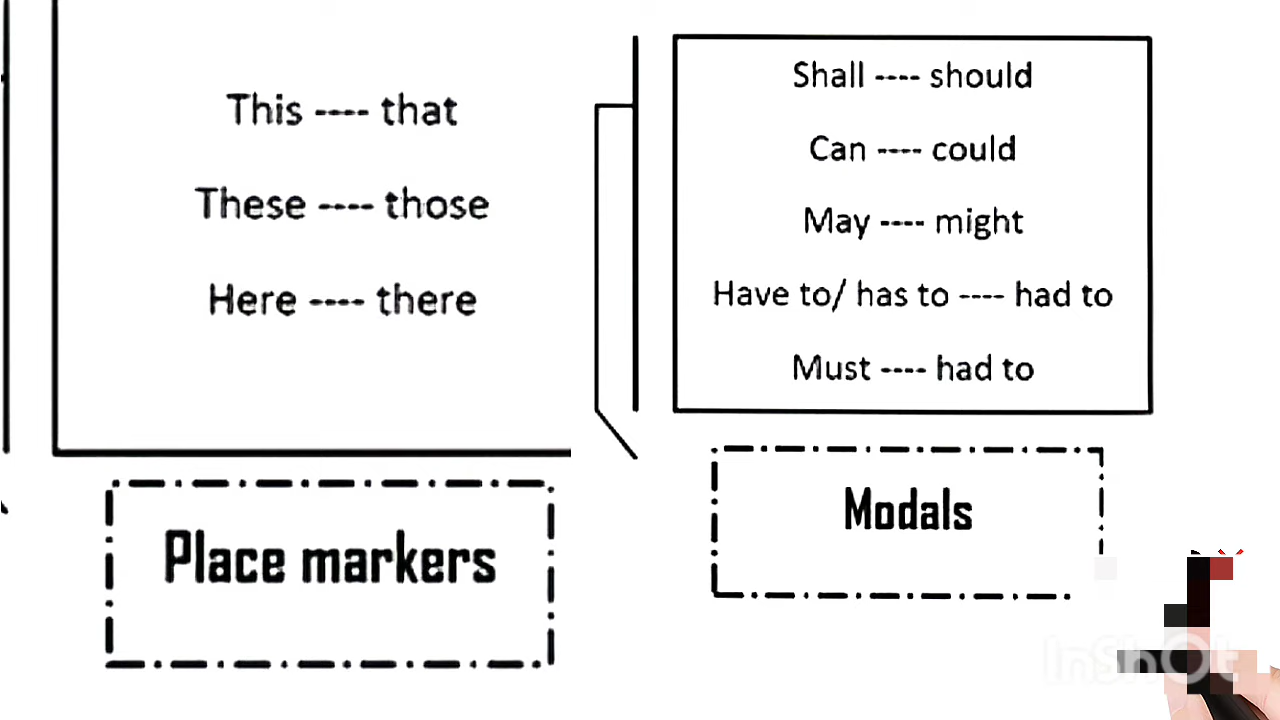 This ---- that
These ---- those
Here ---- there
Place markers
Shall ---- should
Can ---- could
May ---- might
Have to/ has to ---- had to
Must ---- had to
Modals
InShOt